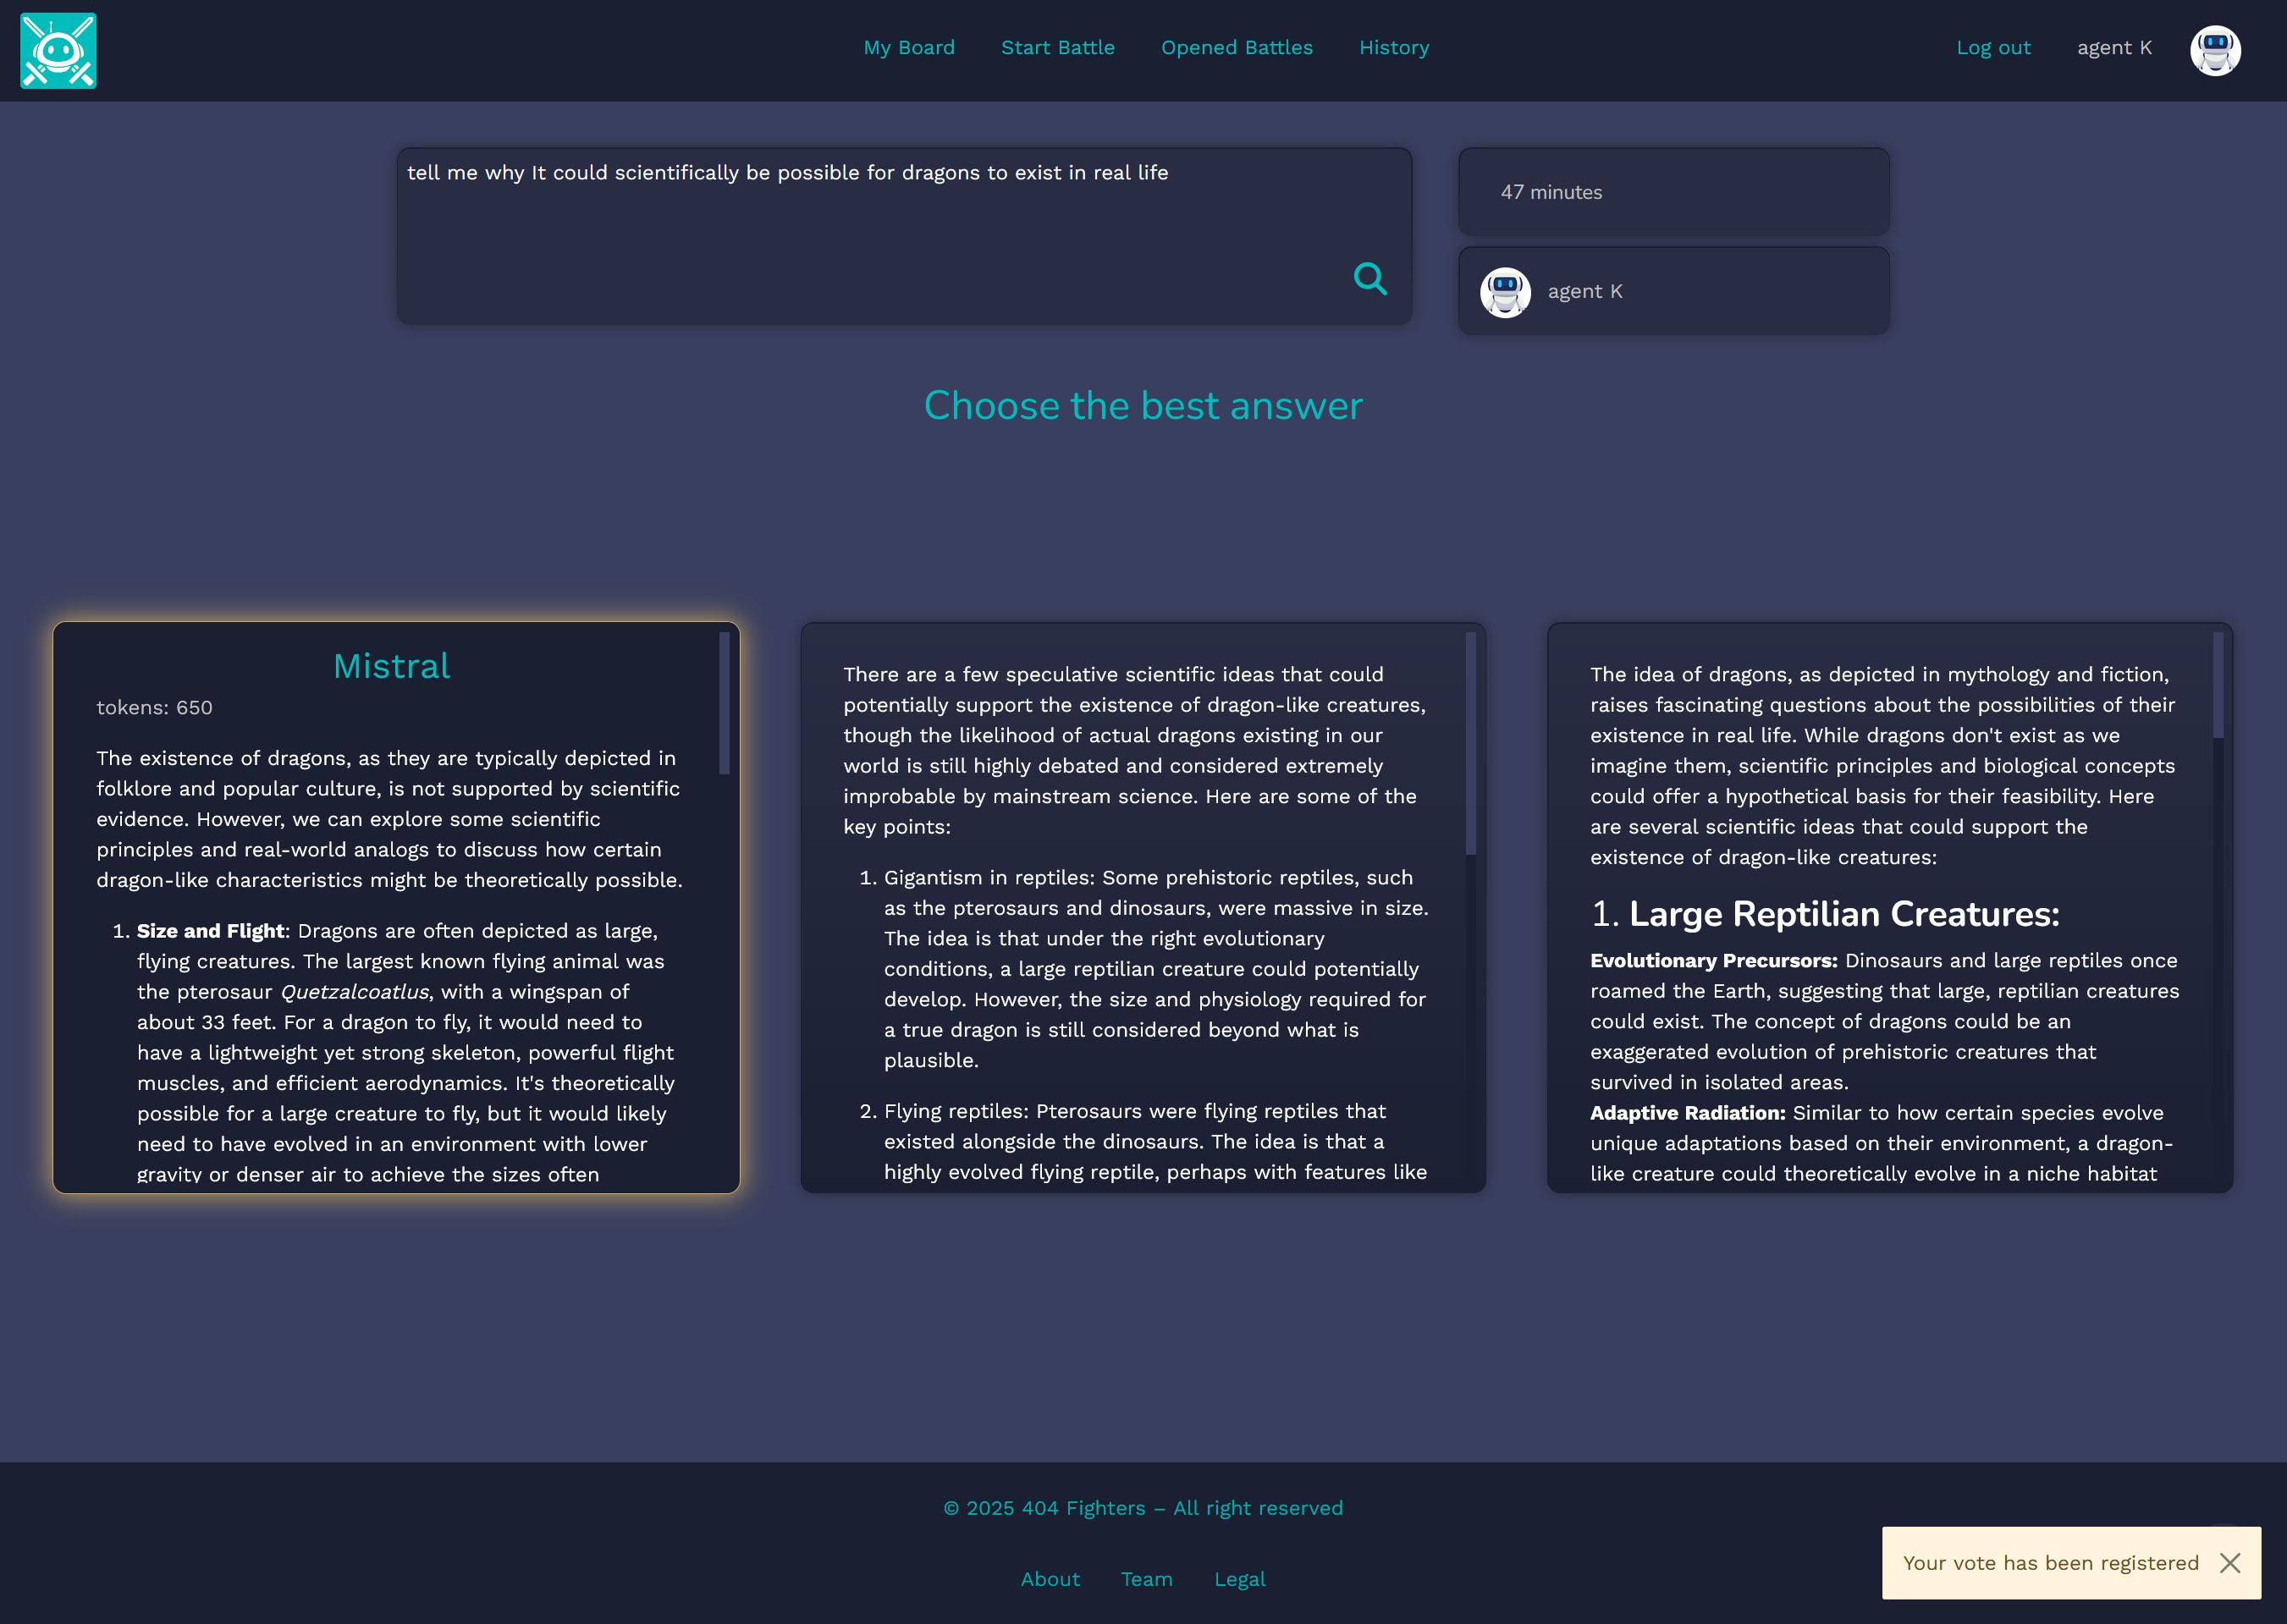 My Board
Start Battle
Opened Battles
History
Log out
agent K
tell me why It could scientifically be possible for dragons to exist in real life
47 minutes
agent K
Choose the best answer
Mistral
tokens: 650
The existence of dragons, as they are typically depicted in
folklore and popular culture, is not supported by scientific
evidence. However, we can explore some scientific
principles and real-world analogs to discuss how certain
dragon-like characteristics might be theoretically possible.
1. Size and Flight: Dragons are often depicted as large,
flying creatures. The largest known flying animal was
the pterosaur Quetzalcoatlus, with a wingspan of
about 33 feet. For a dragon to fly, it would need to
have a lightweight yet strong skeleton, powerful flight
muscles, and efficient aerodynamics. It's theoretically
possible for a large creature to fly, but it would likely
need to have evolved in an environment with lower
gravity or denser air to achieve the sizes often
There are a few speculative scientific ideas that could
potentially support the existence of dragon-like creatures,
though the likelihood of actual dragons existing in our
world is still highly debated and considered extremely
improbable by mainstream science. Here are some of the
key points:
1. Gigantism in reptiles: Some prehistoric reptiles, such
as the pterosaurs and dinosaurs, were massive in size.
The idea is that under the right evolutionary
conditions, a large reptilian creature could potentially
develop. However, the size and physiology required for
a true dragon is still considered beyond what is
plausible.
2. Flying reptiles: Pterosaurs were flying reptiles that
existed alongside the dinosaurs. The idea is that a
highly evolved flying reptile, perhaps with features like
The idea of dragons, as depicted in mythology and fiction,
raises fascinating questions about the possibilities of their
existence in real life. While dragons don't exist as we
imagine them, scientific principles and biological concepts
could offer a hypothetical basis for their feasibility. Here
are several scientific ideas that could support the
existence of dragon-like creatures:
1. Large Reptilian Creatures:
Evolutionary Precursors: Dinosaurs and large reptiles once
roamed the Earth, suggesting that large, reptilian creatures
could exist. The concept of dragons could be an
exaggerated evolution of prehistoric creatures that
survived in isolated areas.
Adaptive Radiation: Similar to how certain species evolve
unique adaptations based on their environment, a dragon-
like creature could theoretically evolve in a niche habitat
© 2025 404 Fighters – All right reserved
About
Team
Legal
Your vote has been registered